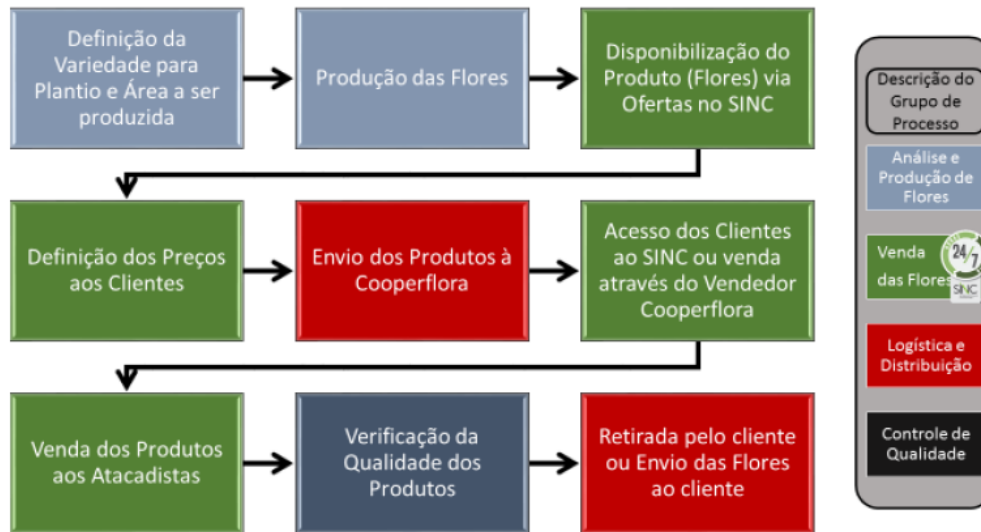 Definição da
Variedade para
Plantio e Área a ser
produzida
Produção das Flores
Disponibilização do
Produto (Flores) via
Ofertas no SINC
Definição dos Preços
aos Clientes
Envio dos Produtos à
Cooperflora
Acesso dos Clientes
ao SINC ou venda
através do Vendedor
Cooperflora
Venda dos Produtos
aos Atacadistas
Verificação da
Qualidade dos
Produtos
Retirada pelo cliente
ou Envio das Flores
ao cliente
Descrição do
Grupo de
Processo
Análise e
Produção de
Flores
Venda
das Flores
24/7
SINC
Logística e
Distribuição
Controle de
Qualidade